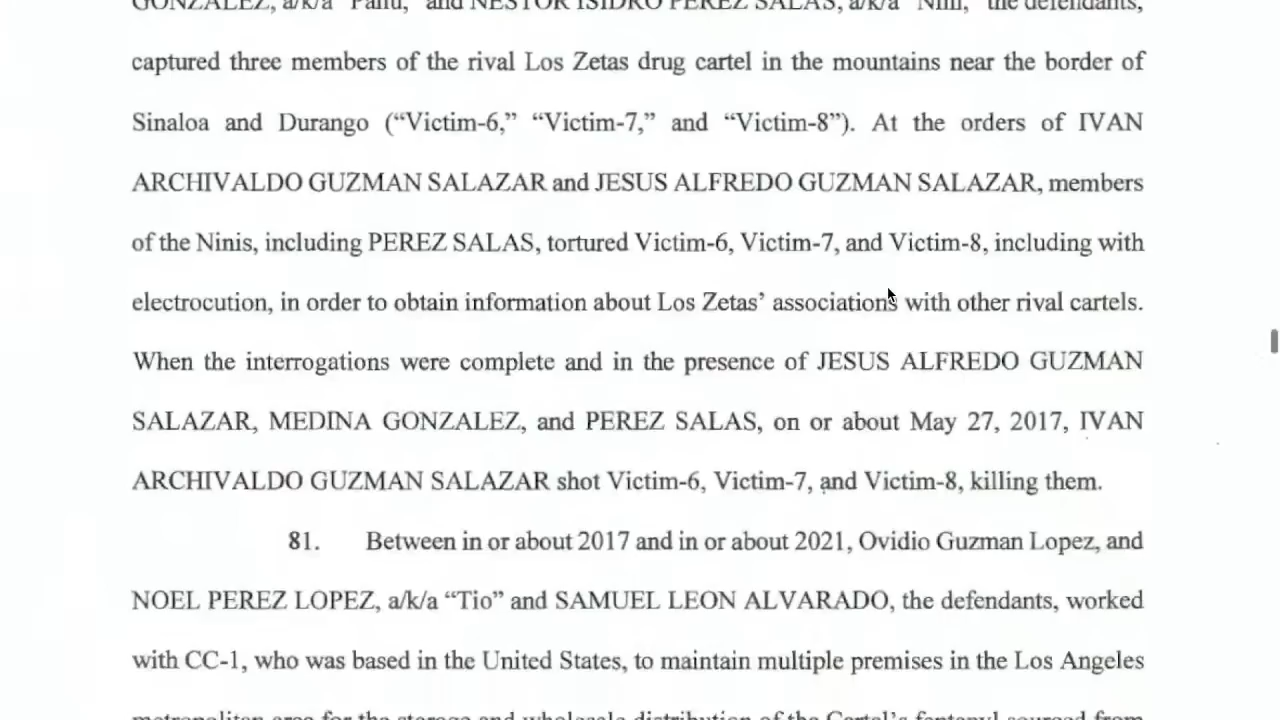 GONZALEZ, a/k/a "Panu," and NESTOR ISIDRO PEREZ SALAS, a/k/a "Nini," the defendants,
captured three members of the rival Los Zetas drug cartel in the mountains near the border of
Sinaloa and Durango (“Victim-6,” “Victim-7,” and “Victim-8”). At the orders of IVAN
ARCHIVALDO GUZMAN SALAZAR and JESUS ALFREDO GUZMAN SALAZAR, members
of the Ninis, including PEREZ SALAS, tortured Victim-6, Victim-7, and Victim-8, including with
electrocution, in order to obtain information about Los Zetas’ associations with other rival cartels.
When the interrogations were complete and in the presence of JESUS ALFREDO GUZMAN
SALAZAR, MEDINA GONZALEZ, and PEREZ SALAS, on or about May 27, 2017, IVAN
ARCHIVALDO GUZMAN SALAZAR shot Victim-6, Victim-7, and Victim-8, killing them.
81. Between in or about 2017 and in or about 2021, Ovidio Guzman Lopez, and
NOEL PEREZ LOPEZ, a/k/a “Tio” and SAMUEL LEON ALVARADO, the defendants, worked
with CC-1, who was based in the United States, to maintain multiple premises in the Los Angeles
metropolitan area for the storage and wholesale distribution of the Cartel’s fentanyl sourced from